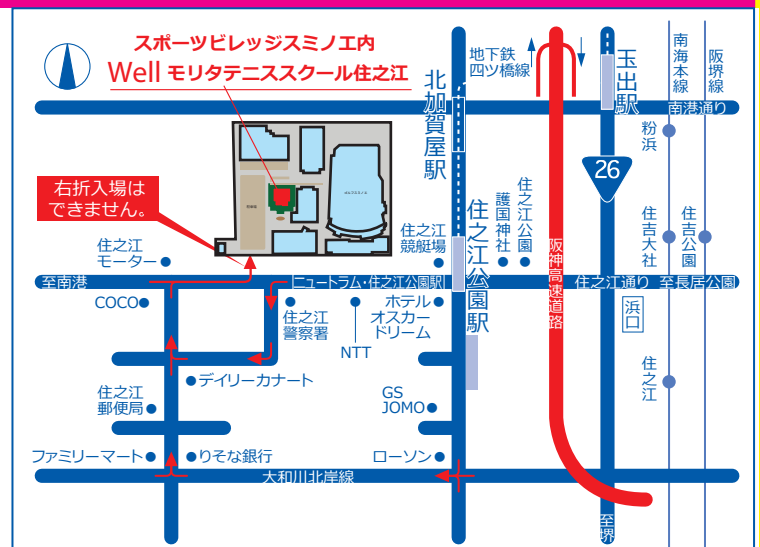 スポーツビレッジスミノエ内
Well モリタテニススクール住之江
地下鉄
四ツ橋線
北加賀屋駅
玉出駅
南海本線
阪堺線
南港通り
粉浜
26
右折入場は
できません。
住之江
モーター
住之江
競艇場
住之江公園駅
護国神社
住之江公園
阪神高速道路
住吉大社
住吉公園
至南港
ニュートラム・住之江公園駅
住之江通り
至長居公園
COCO
住之江
警察署
NTT
ホテル
オスカー
ドリーム
浜口
住之江
デイリーカナート
住之江
郵便局
GS
JOMO
ファミリーマート
りそな銀行
ローソン
大和川北岸線
至堺